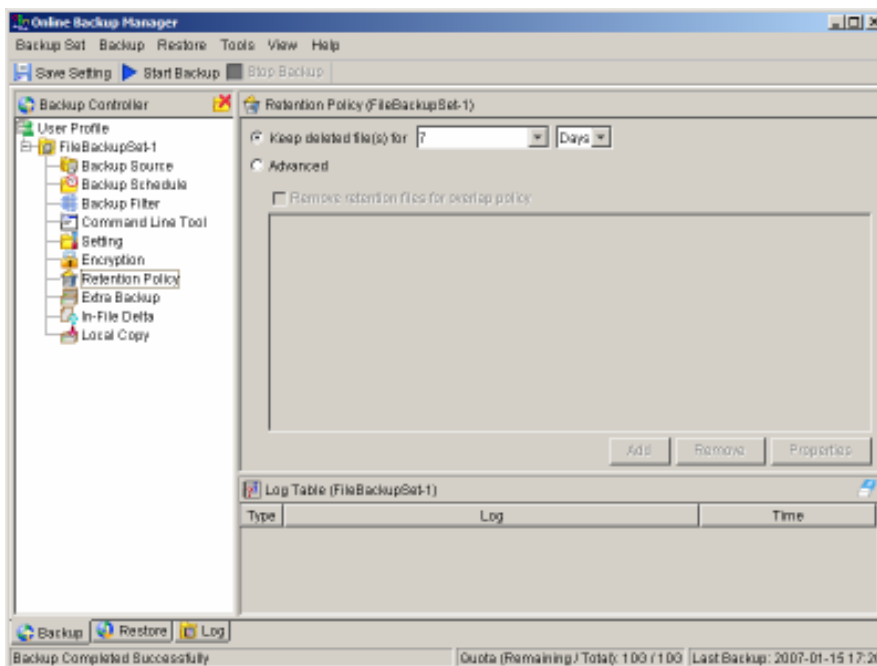 Online Backup Manager
Backup Set Backup Restore Tools View Help
Save Setting Start Backup Stop Backup
Backup Controller
User Profile
FileBackupSet-1
Backup Source
Backup Schedule
Backup Filter
Command Line Tool
Setting
Encryption
Retention Policy
Extra Backup
In-File Delta
Local Copy
Retention Policy (FileBackupSet-1)
Keep deleted file(s) for 7 Days
Advanced
Remove retention files for overlap policy
Add Remove Properties
Log Table (FileBackupSet-1)
Type Log Time
Backup Restore Log
Backup Completed Successfully
Quota (Remaining / Total): 10G / 10G
Last Backup: 2007-01-15 17:2